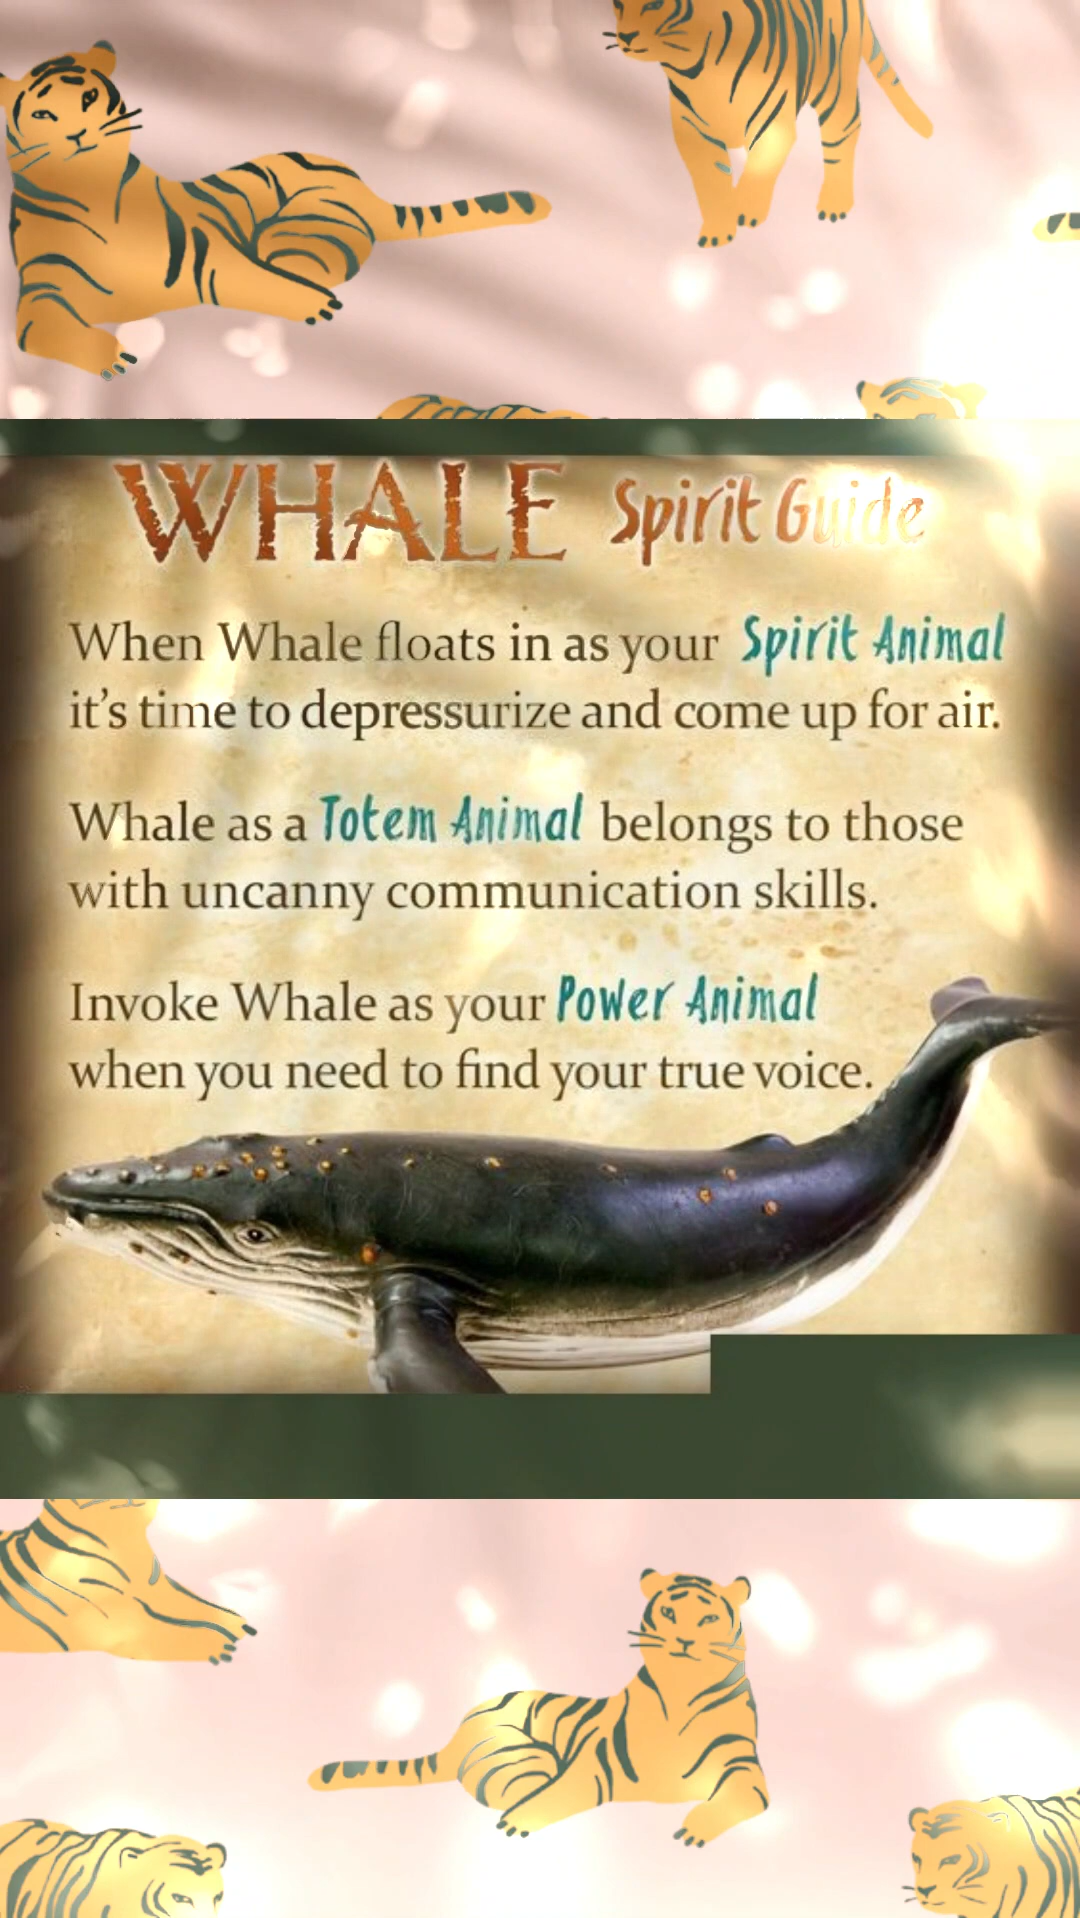 WHALE Spirit Guide
When Whale floats in as your Spirit Animal
it's time to depressurize and come up for air.
Whale as a Totem Animal belongs to those
with uncanny communication skills.
Invoke Whale as your Power Animal
when you need to find your true voice.